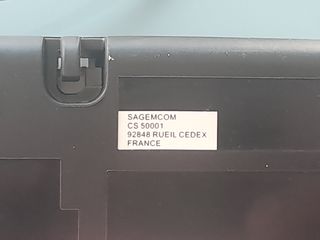 SAGEMCOM
CS 50001
92848 RUEIL CEDEX
FRANCE